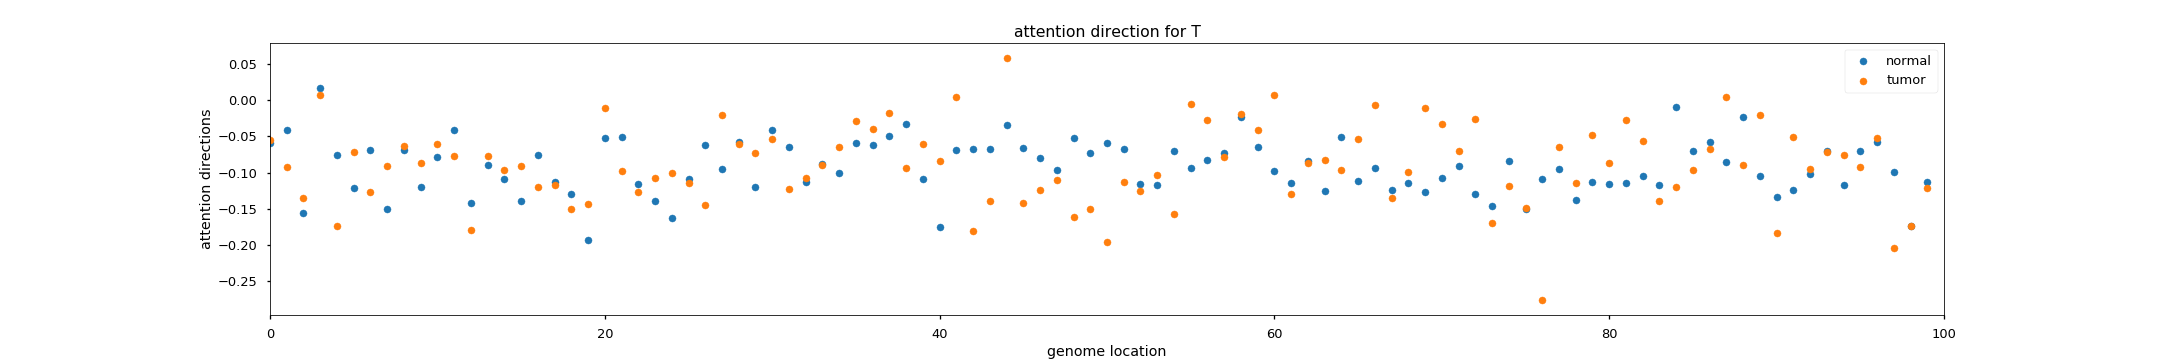 attention direction for T
normal
tumor
attention directions
0.05
0.00
−0.05
−0.10
−0.15
−0.20
−0.25
0 20 40 60 80 100
genome location